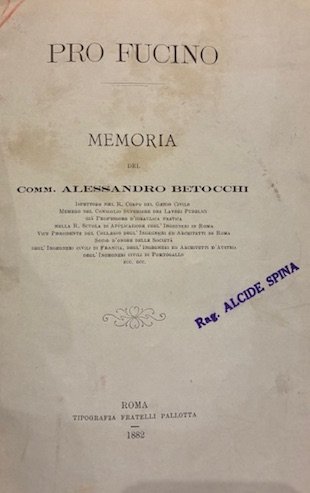 PRO FUCINO
MEMORIA
DEL
COMM. ALESSANDRO BETOCCHI
ISPETTORE NEL R. CORPO DEL GENIO CIVILE
MEMBRO DEL CONSIGLIO SUPERIORE DEI LAVORI PUBBLICI
GIÀ PROFESSORE D'IDRAULICA PRATICA
NELLA R. SCUOLA DI APPLICAZIONE DEGL'INGEGNERI IN ROMA
VICE PRESIDENTE DEL COLLEGIO DEGL'INGEGNERI ED ARCHITETTI DI ROMA
SOCIO D'ONORE DELLE SOCIETÀ
DEGL'INGEGNERI CIVILI DI FRANCIA, DEGL'INGEGNERI ED ARCHITETTI D'AUSTRIA
DEGL'INGEGNERI CIVILI DI PORTOGALLO
ECC. ECC.
Rag. ALCIDE SPINA
ROMA
TIPOGRAFIA FRATELLI PALLOTTA
1882